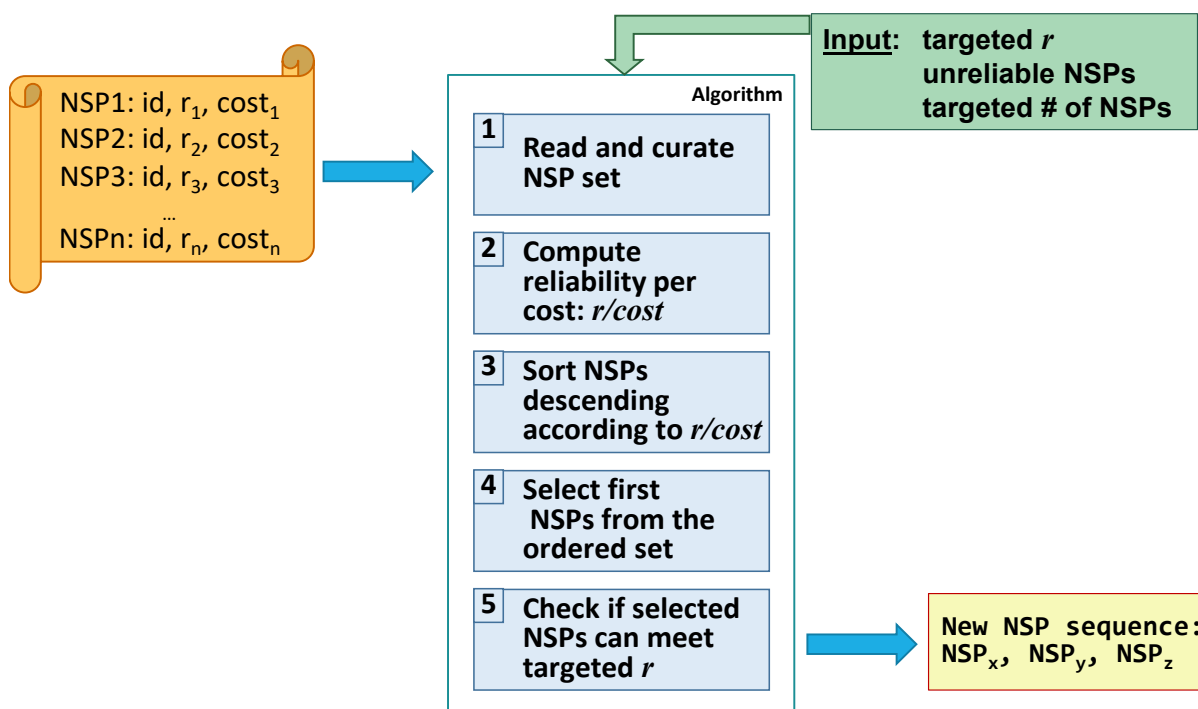 Input: targeted r
unreliable NSPs
targeted # of NSPs
NSP1: id, r₁, cost₁
NSP2: id, r₂, cost₂
NSP3: id, r₃, cost₃
...
NSPn: id, rₙ, costₙ
Algorithm
1
Read and curate
NSP set
2
Compute
reliability per
cost: r/cost
3
Sort NSPs
descending
according to r/cost
4
Select first
NSPs from the
ordered set
5
Check if selected
NSPs can meet
targeted r
New NSP sequence:
NSPₓ, NSPᵧ, NSP_z